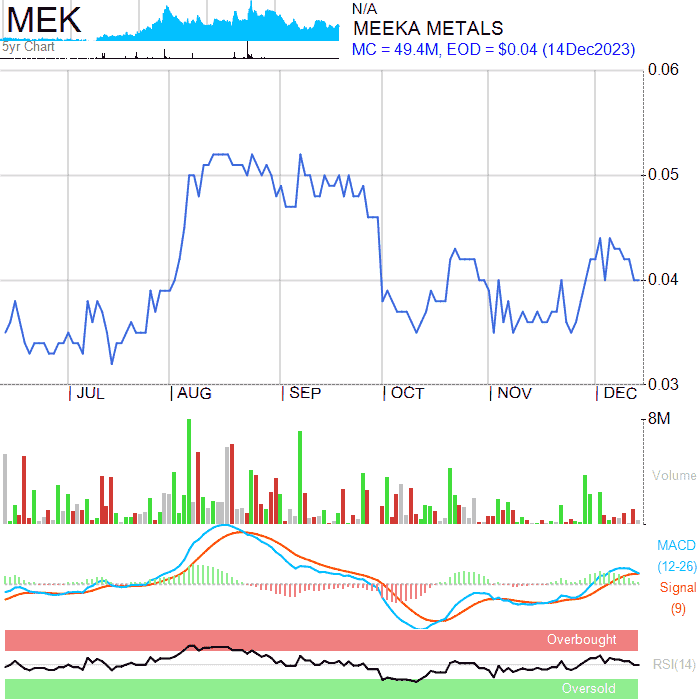 MEK
5yr Chart
N/A
MEEKA METALS
MC = 49.4M, EOD = $0.04 (14Dec2023)
0.06
0.05
0.04
0.03
JUL AUG SEP OCT NOV DEC
8M
Volume
MACD
(12-26)
Signal
(9)
Overbought
RSI(14)
Oversold